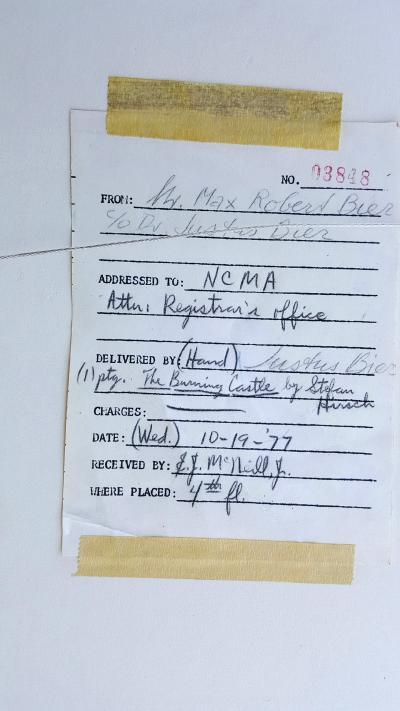 NO. 03848
FROM: Mr. Max Robert Bier
c/o Dr. Justus Bier
ADDRESSED TO: NCMA
Attn: Registrar's office
DELIVERED BY: (Hand) Justus Bier
(1) ptg. The Burning Castle by Stefan
Hirsch
CHARGES:
DATE: (Wed.) 10-19-'77
RECEIVED BY: E.J. McNeill, Jr.
WHERE PLACED: 4th fl.